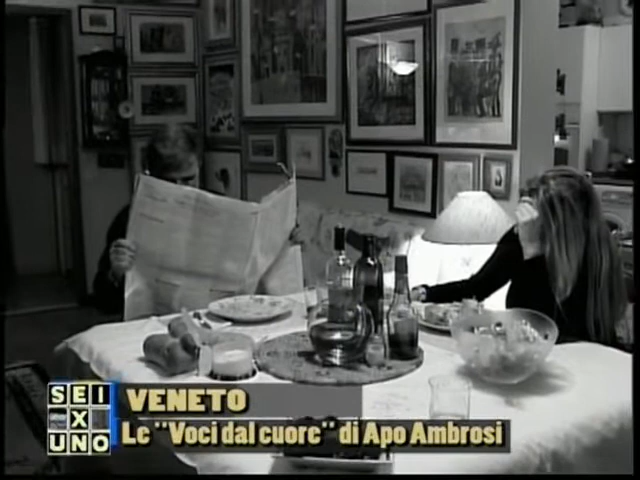 SEI
X
UNO
VENETO
Le "Voci dal cuore" di Apo Ambrosi